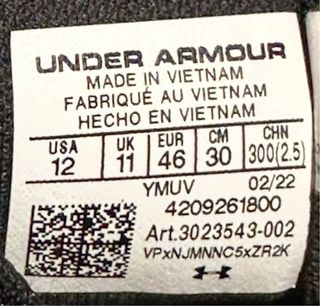 UNDER ARMOUR
MADE IN VIETNAM
FABRIQUÉ AU VIETNAM
HECHO EN VIETNAM
USA UK EUR CM CHN
12 11 46 30 300(2.5)
YMUV 02/22
4209261800
Art.3023543-002
VPxNJMNNC5xZR2K